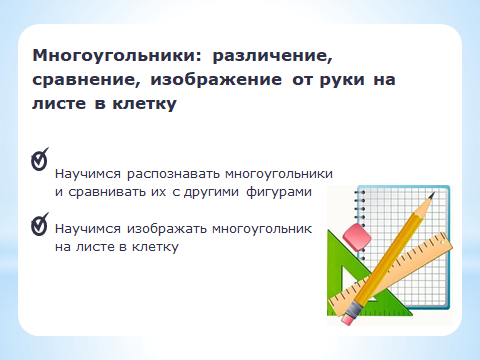 Многоугольники: различение,
сравнение, изображение от руки на
листе в клетку
Научимся распознавать многоугольники
и сравнивать их с другими фигурами
Научимся изображать многоугольник
на листе в клетку